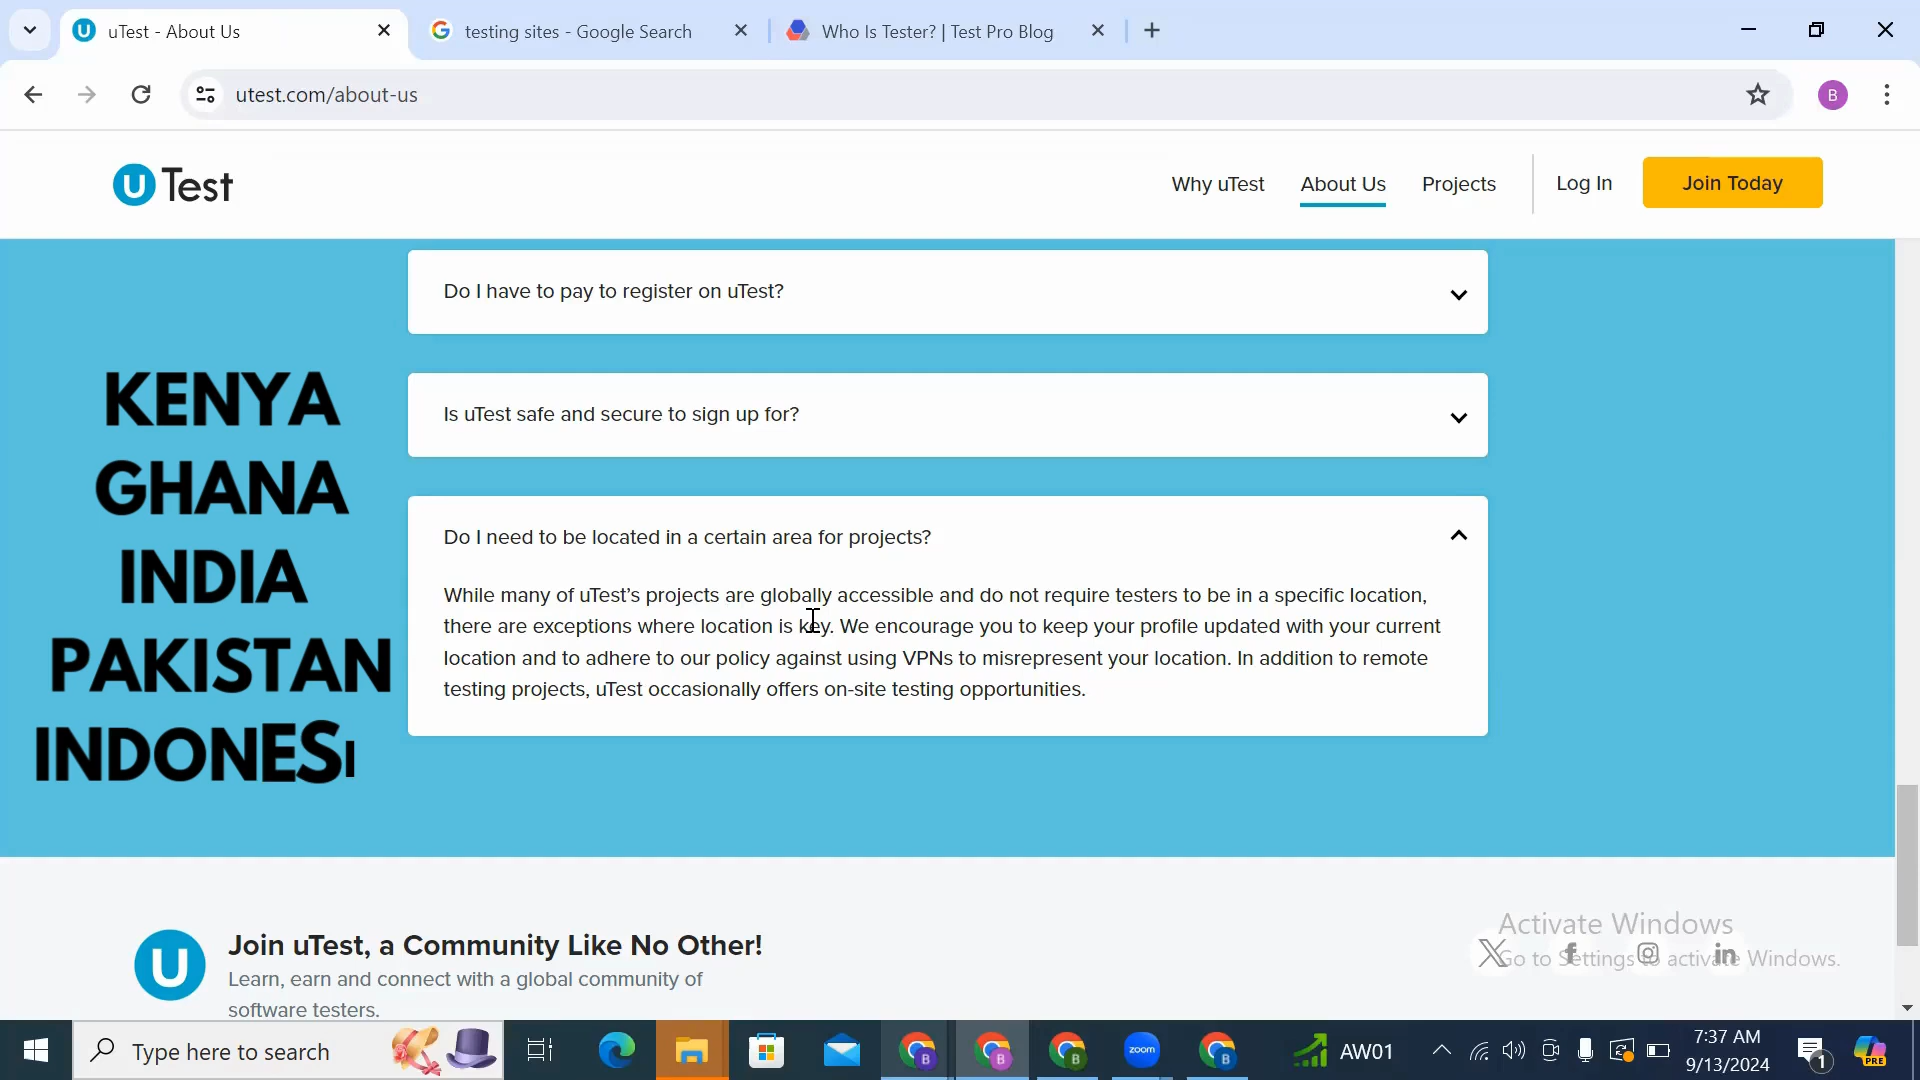 uTest - About Us
testing sites - Google Search
Who Is Tester? | Test Pro Blog
utest.com/about-us
B
U Test
Why uTest
About Us
Projects
Log In
Join Today
Do I have to pay to register on uTest?
Is uTest safe and secure to sign up for?
Do I need to be located in a certain area for projects?
While many of uTest's projects are globally accessible and do not require testers to be in a specific location,
there are exceptions where location is key. We encourage you to keep your profile updated with your current
location and to adhere to our policy against using VPNs to misrepresent your location. In addition to remote
testing projects, uTest occasionally offers on-site testing opportunities.
KENYA
GHANA
INDIA
PAKISTAN
INDONESI
U
Join uTest, a Community Like No Other!
Learn, earn and connect with a global community of
software testers.
Activate Windows
Go to Settings to activate Windows.
Type here to search
zoom
AW01
7:37 AM
9/13/2024
1
PRE